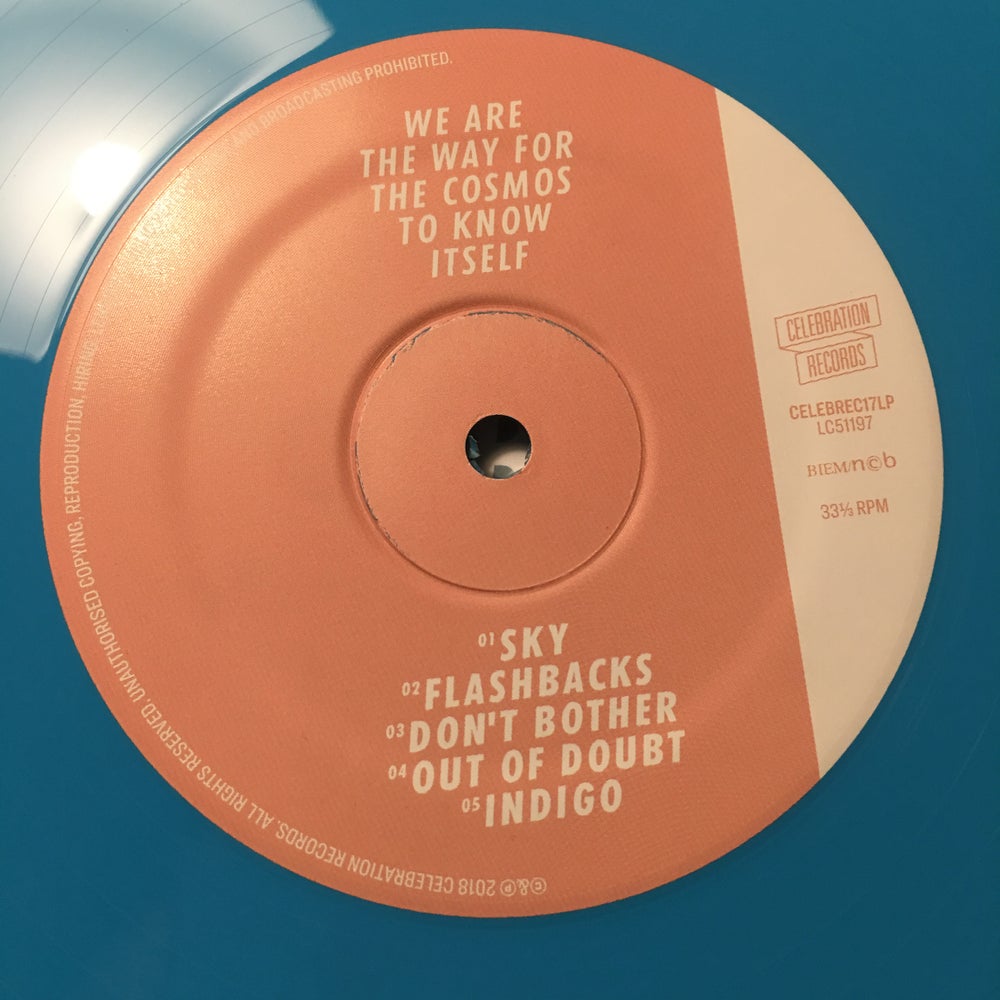 WE ARE
THE WAY FOR
THE COSMOS
TO KNOW
ITSELF
CELEBRATION
RECORDS
CELEBREC17LP
LC51197
BIEM/n©b
33⅓ RPM
01 SKY
02 FLASHBACKS
03 DON'T BOTHER
04 OUT OF DOUBT
05 INDIGO
©&℗ 2018 CELEBRATION RECORDS. ALL RIGHTS RESERVED. UNAUTHORISED COPYING, REPRODUCTION, AND BROADCASTING PROHIBITED.